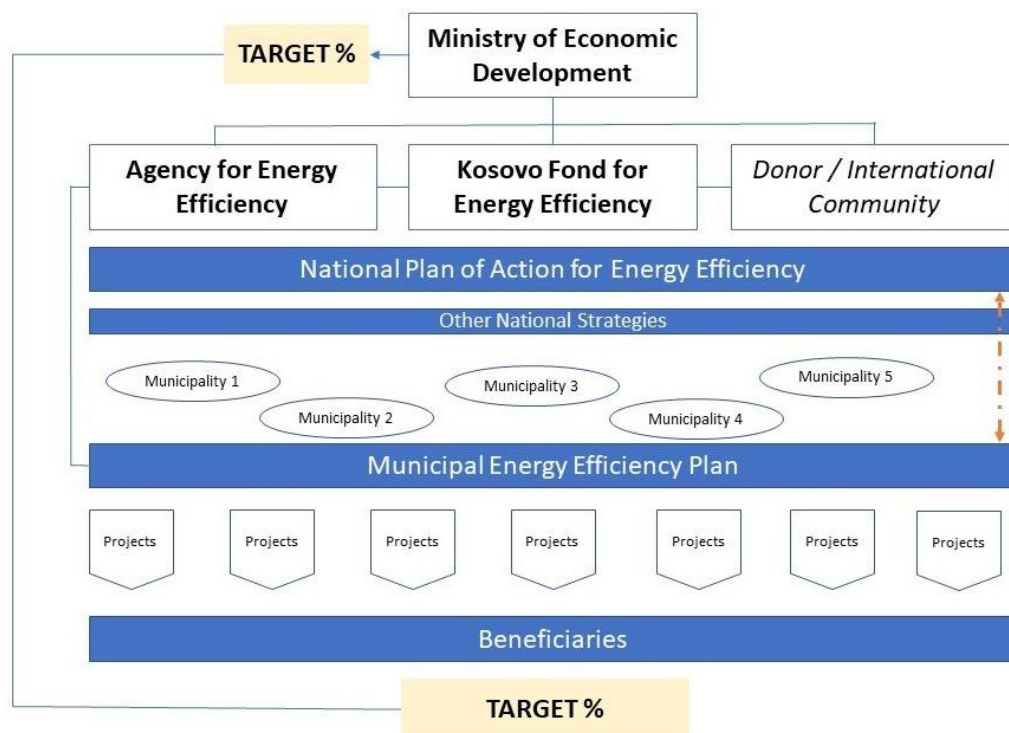 TARGET %
Ministry of Economic
Development
Agency for Energy
Efficiency
Kosovo Fond for
Energy Efficiency
Donor / International
Community
National Plan of Action for Energy Efficiency
Other National Strategies
Municipality 1
Municipality 2
Municipality 3
Municipality 4
Municipality 5
Municipal Energy Efficiency Plan
Projects
Projects
Projects
Projects
Projects
Projects
Projects
Beneficiaries
TARGET %